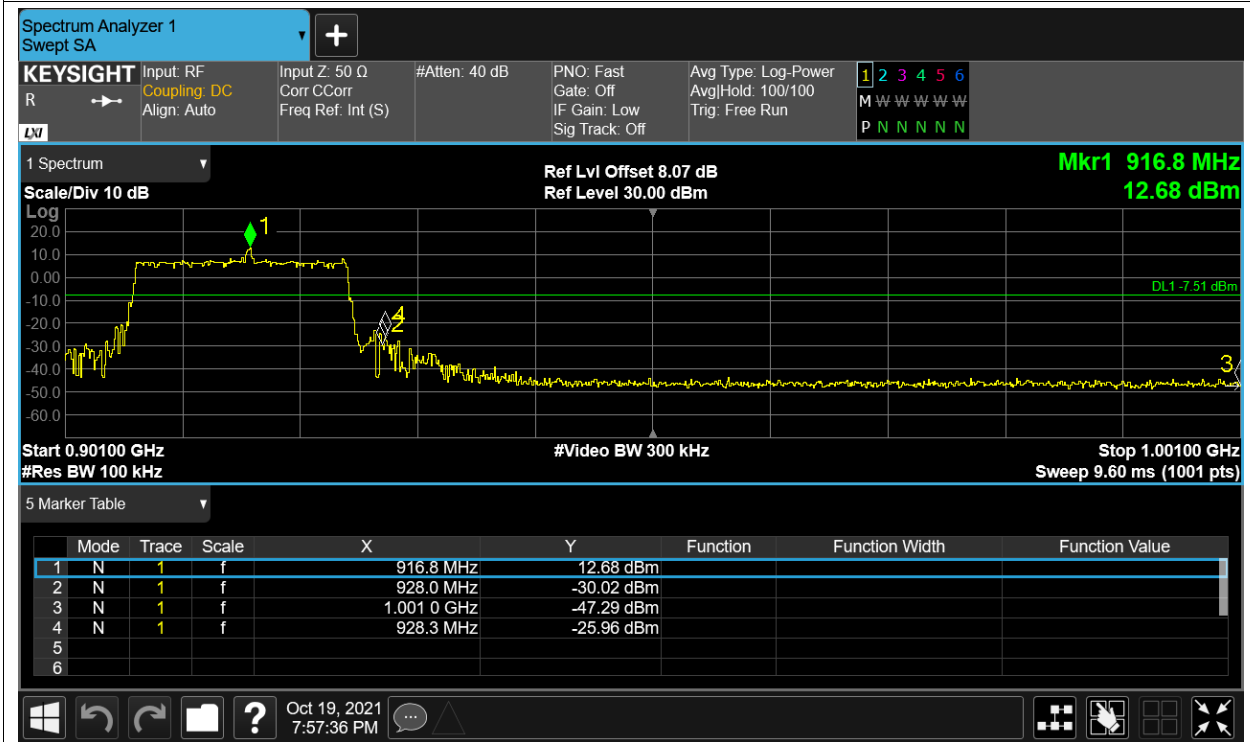 Spectrum Analyzer 1
Swept SA
+
KEYSIGHT Input: RF Input Z: 50 Ω #Atten: 40 dB PNO: Fast Avg Type: Log-Power 1 2 3 4 5 6
R Coupling: DC Corr CCorr Gate: Off Avg|Hold: 100/100 M W W W W W
Align: Auto Freq Ref: Int (S) IF Gain: Low Trig: Free Run
LXI Sig Track: Off P N N N N N
1 Spectrum Ref Lvl Offset 8.07 dB Mkr1 916.8 MHz
Scale/Div 10 dB Ref Level 30.00 dBm 12.68 dBm
Log
1
20.0
10.0
0.00
DL1 -7.51 dBm
-10.0
4
-20.0
2
-30.0
3
-40.0
-50.0
-60.0
Start 0.90100 GHz #Video BW 300 kHz Stop 1.00100 GHz
#Res BW 100 kHz Sweep 9.60 ms (1001 pts)
5 Marker Table
Mode Trace Scale X Y Function Function Width Function Value
1 N 1 f 916.8 MHz 12.68 dBm
2 N 1 f 928.0 MHz -30.02 dBm
3 N 1 f 1.001 0 GHz -47.29 dBm
4 N 1 f 928.3 MHz -25.96 dBm
5
6
? Oct 19, 2021
7:57:36 PM